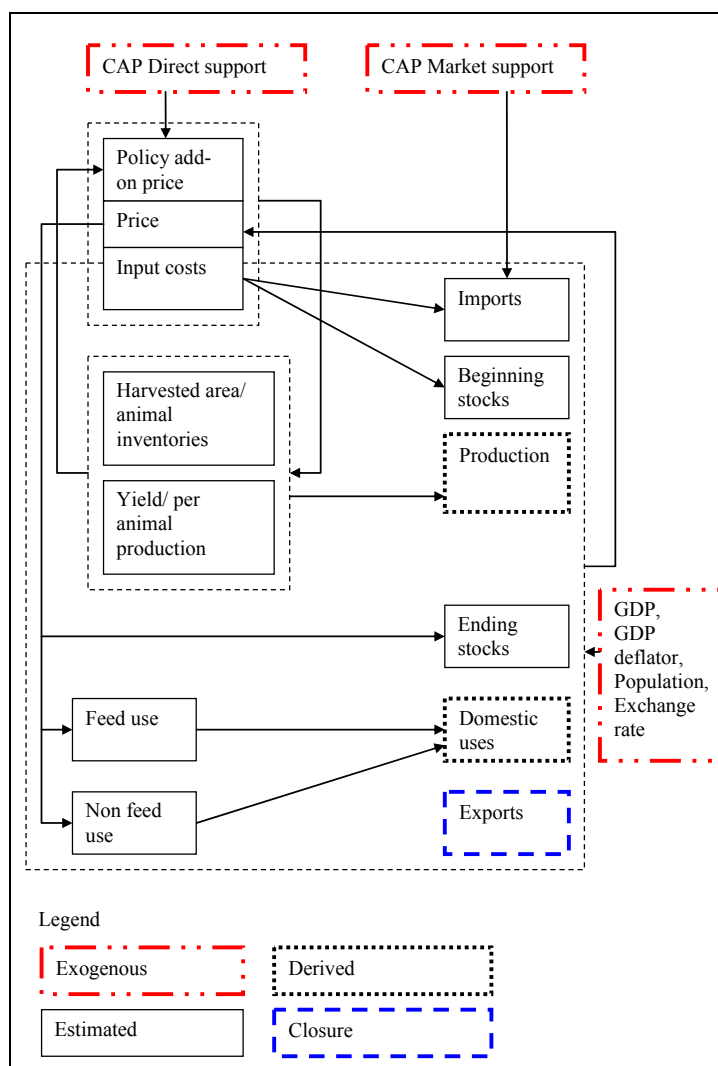 CAP Direct support
CAP Market support
Policy add-
on price
Price
Input costs
Imports
Beginning
stocks
Harvested area/
animal
inventories
Production
Yield/ per
animal
production
GDP,
GDP
deflator,
Population,
Exchange
rate
Ending
stocks
Feed use
Domestic
uses
Non feed
use
Exports
Legend
Exogenous
Derived
Estimated
Closure